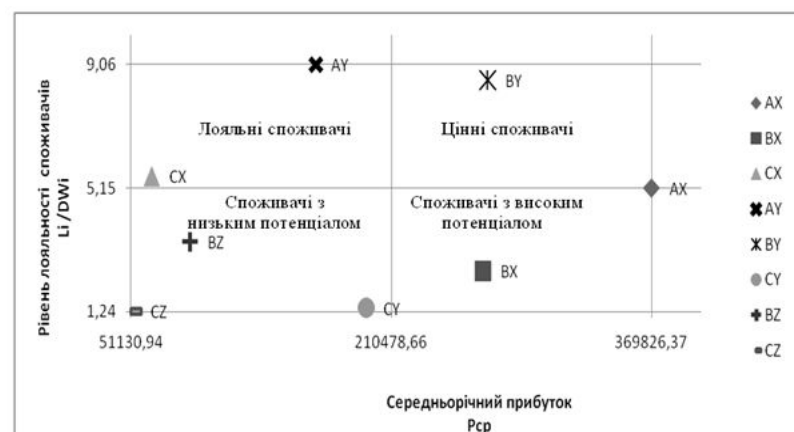 9,06
AY
BY
Лояльні споживачі
Цінні споживачі
AX
BX
CX
CX
5,15
AX
AY
Споживачі з
низьким потенціалом
Споживачі з високим
потенціалом
BY
BZ
BX
CY
1,24
CZ
CY
BZ
CZ
51130,94
210478,66
369826,37
Рівень лояльності споживачів
Li /DWi
Середньорічний прибуток
Pcp